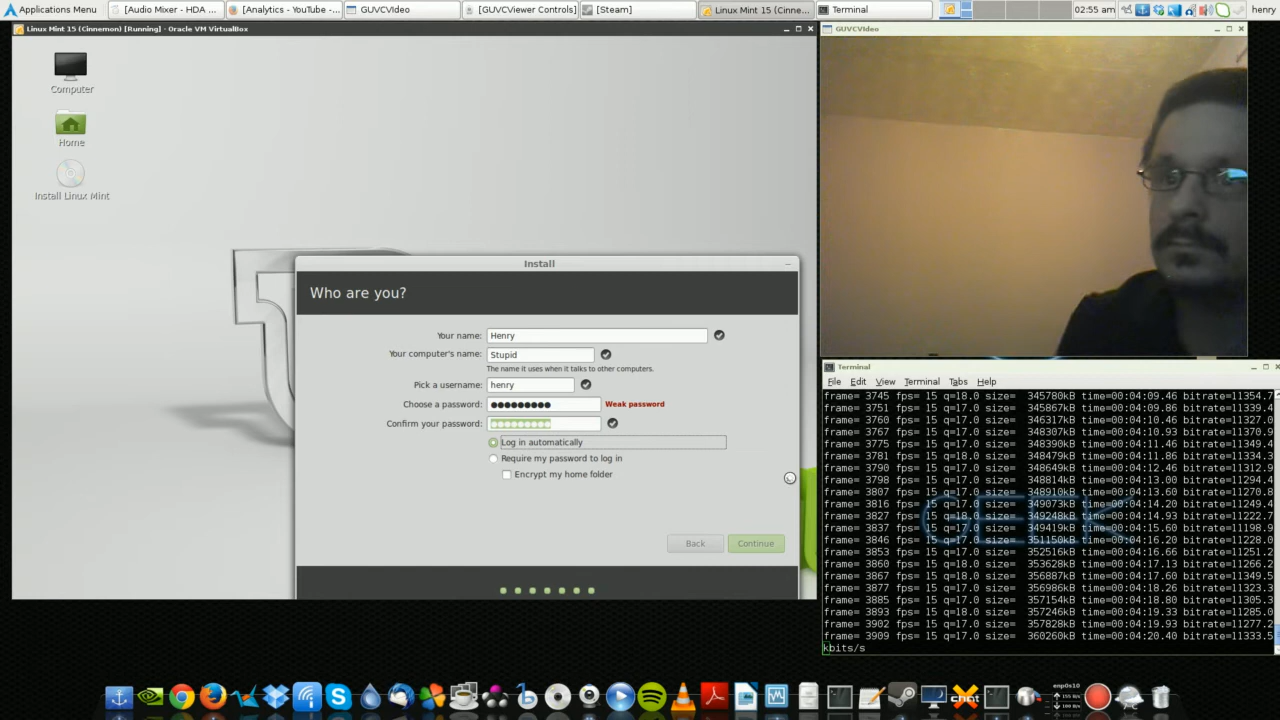 Applications Menu [Audio Mixer - HDA ... [Analytics - YouTube -... GUVCVIdeo [GUVCViewer Controls] [Steam] Linux Mint 15 (Cinne... Terminal 02:55 am henry
Linux Mint 15 (Cinnemon) [Running] - Oracle VM VirtualBox
Computer
Home
Install Linux Mint
Install
Who are you?
Your name: Henry
Your computer's name: Stupid
The name it uses when it talks to other computers.
Pick a username: henry
Choose a password: ●●●●●●●●● Weak password
Confirm your password: ●●●●●●●●●
Log in automatically
Require my password to log in
Encrypt my home folder
Back Continue
GUVCVIdeo
Terminal
File Edit View Terminal Tabs Help
frame= 3745 fps= 15 q=18.0 size= 345780kB time=00:04:09.46 bitrate=11354.7
frame= 3751 fps= 15 q=17.0 size= 345867kB time=00:04:09.86 bitrate=11339.4
frame= 3760 fps= 15 q=17.0 size= 346317kB time=00:04:10.46 bitrate=11327.0
frame= 3767 fps= 15 q=17.0 size= 348290kB time=00:04:10.93 bitrate=11370.9
frame= 3775 fps= 15 q=17.0 size= 348390kB time=00:04:11.46 bitrate=11349.4
frame= 3781 fps= 15 q=18.0 size= 348479kB time=00:04:11.86 bitrate=11334.3
frame= 3790 fps= 15 q=17.0 size= 348649kB time=00:04:12.46 bitrate=11312.9
frame= 3798 fps= 15 q=17.0 size= 348814kB time=00:04:13.00 bitrate=11294.4
frame= 3807 fps= 15 q=17.0 size= 348910kB time=00:04:13.60 bitrate=11270.8
frame= 3816 fps= 15 q=17.0 size= 349073kB time=00:04:14.20 bitrate=11249.4
frame= 3827 fps= 15 q=18.0 size= 349248kB time=00:04:14.93 bitrate=11222.7
frame= 3837 fps= 15 q=17.0 size= 349419kB time=00:04:15.60 bitrate=11198.9
frame= 3846 fps= 15 q=17.0 size= 351150kB time=00:04:16.20 bitrate=11228.0
frame= 3853 fps= 15 q=17.0 size= 352516kB time=00:04:16.66 bitrate=11251.2
frame= 3860 fps= 15 q=18.0 size= 353628kB time=00:04:17.13 bitrate=11266.2
frame= 3867 fps= 15 q=18.0 size= 356887kB time=00:04:17.60 bitrate=11349.5
frame= 3877 fps= 15 q=17.0 size= 356986kB time=00:04:18.26 bitrate=11323.3
frame= 3885 fps= 15 q=17.0 size= 357154kB time=00:04:18.80 bitrate=11305.3
frame= 3893 fps= 15 q=18.0 size= 357246kB time=00:04:19.33 bitrate=11285.0
frame= 3902 fps= 15 q=17.0 size= 357828kB time=00:04:19.93 bitrate=11277.2
frame= 3909 fps= 15 q=17.0 size= 360260kB time=00:04:20.40 bitrate=11333.5
kbits/s
GEEK
enp0s10
155 B/s
100 B/s